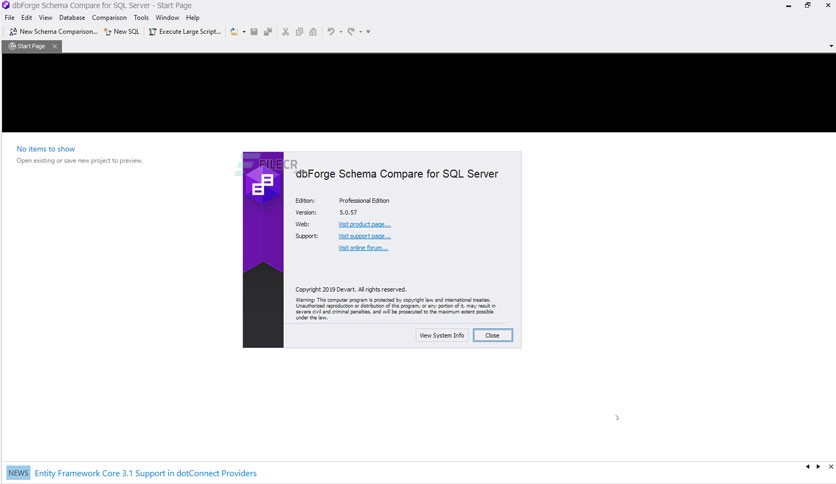 dbForge Schema Compare for SQL Server - Start Page
File Edit View Database Comparison Tools Window Help
New Schema Comparison... New SQL Execute Large Script...
Start Page
No items to show
Open existing or save new project to preview.
FILECR
dbForge Schema Compare for SQL Server
Edition: Professional Edition
Version: 5.0.57
Web: Visit product page...
Support: Visit support page...
Visit online forum...
Copyright 2019 Devart. All rights reserved.
Warning: This computer program is protected by copyright law and international treaties.
Unauthorized reproduction or distribution of this program, or any portion of it, may result in
severe civil and criminal penalties, and will be prosecuted to the maximum extent possible
under the law.
View System Info Close
NEWS Entity Framework Core 3.1 Support in dotConnect Providers